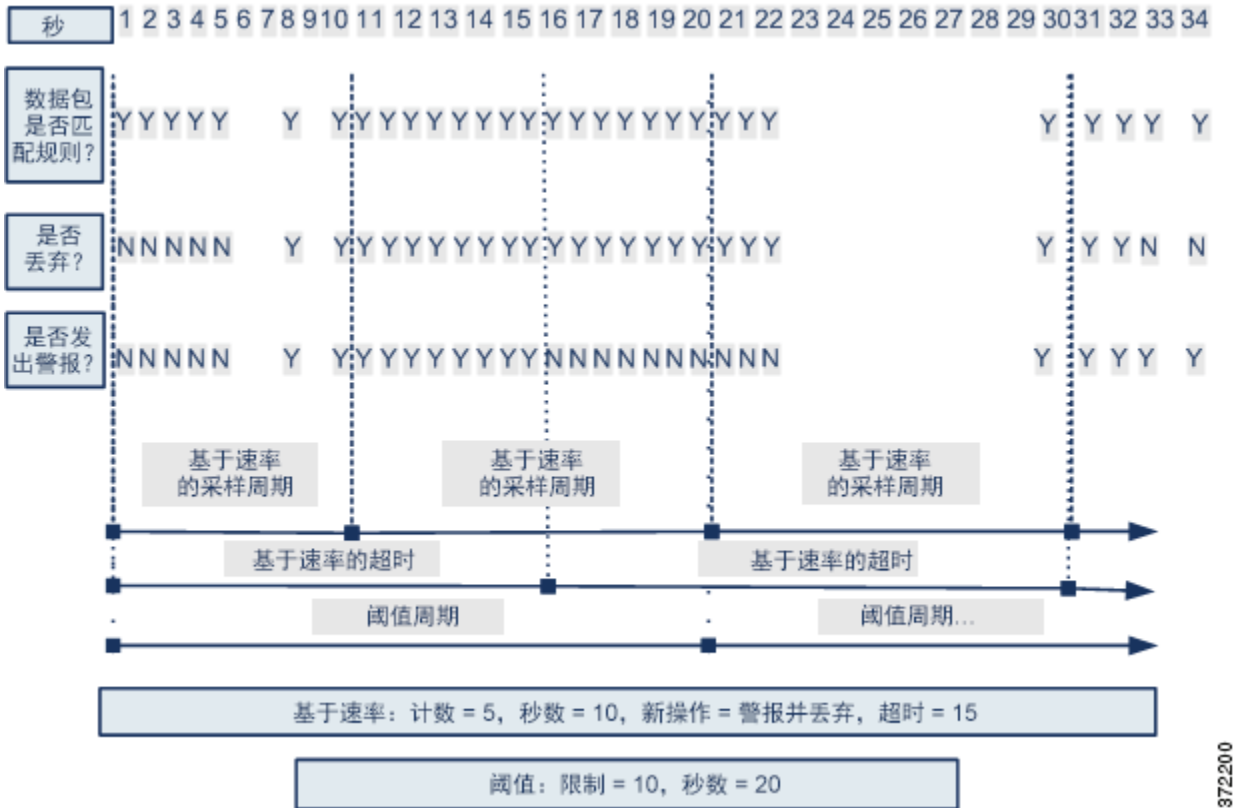 秒 1 2 3 4 5 6 7 8 9 10 11 12 13 14 15 16 17 18 19 20 21 22 23 24 25 26 27 28 29 30 31 32 33 34
数据包
是否匹
配规则?
Y Y Y Y Y Y Y Y Y Y Y Y Y Y Y Y Y Y Y Y Y Y Y Y Y Y Y Y Y Y
是否
丢弃?
N N N N N Y Y Y Y Y Y Y Y Y Y Y Y Y Y Y Y Y Y Y Y Y Y Y N N
是否发
出警报?
N N N N N Y Y Y Y Y Y Y Y Y Y N N N N N N N N N N Y Y Y Y Y
基于速率
的采样周期
基于速率
的采样周期
基于速率
的采样周期
基于速率的超时
基于速率的超时
阈值周期
阈值周期...
基于速率：计数 = 5，秒数 = 10，新操作 = 警报并丢弃，超时 = 15
阈值：限制 = 10，秒数 = 20
372200